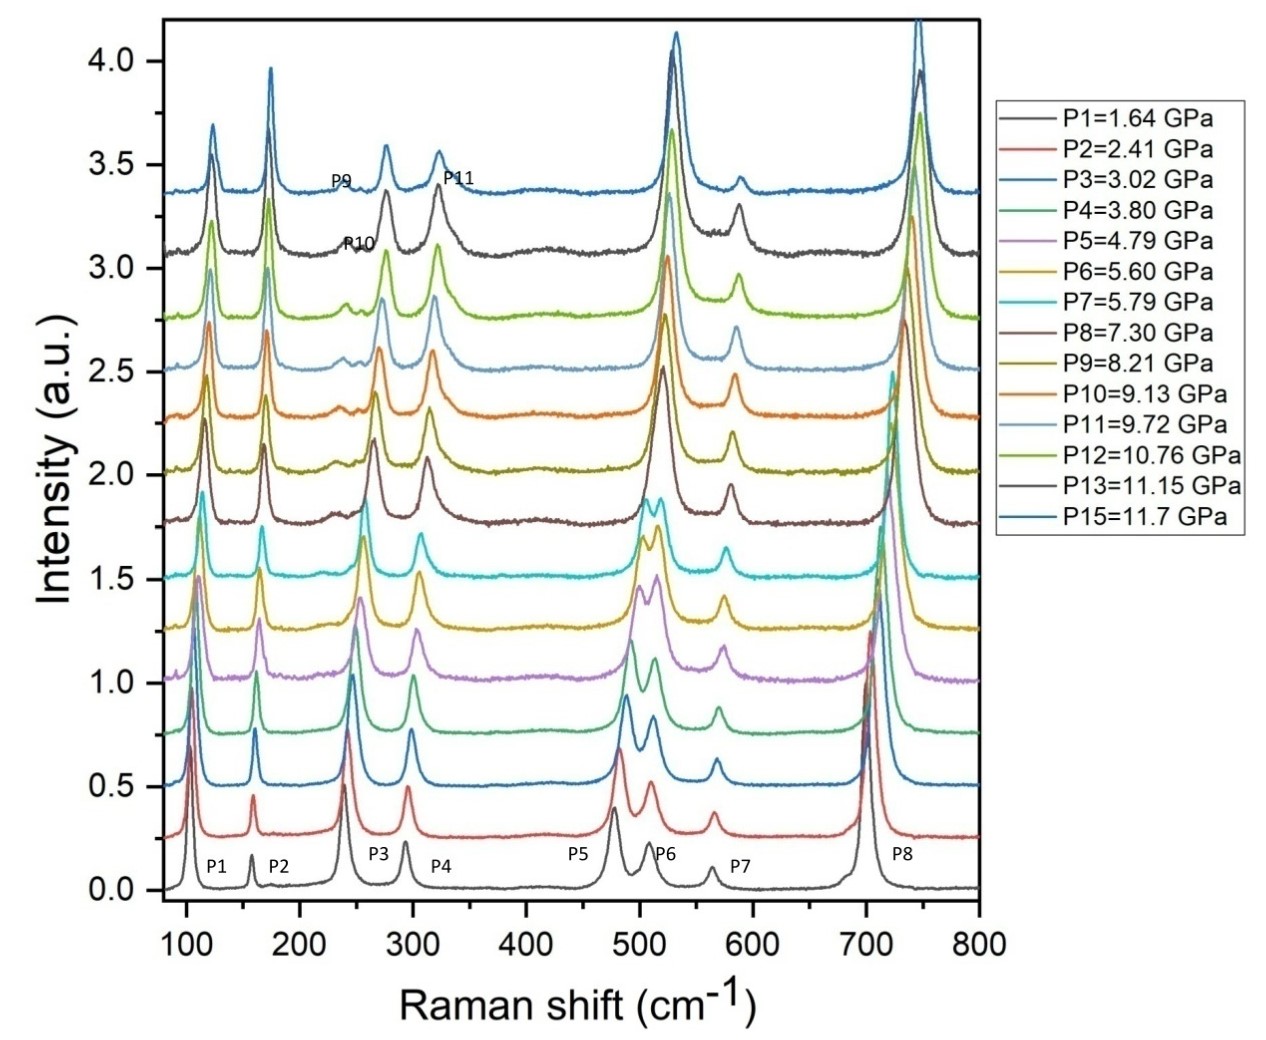 4.0
3.5
3.0
2.5
2.0
1.5
1.0
0.5
0.0
Intensity (a.u.)
P9
P11
P10
P1
P2
P3
P4
P5
P6
P7
P8
100 200 300 400 500 600 700 800
Raman shift (cm-1)
P1=1.64 GPa
P2=2.41 GPa
P3=3.02 GPa
P4=3.80 GPa
P5=4.79 GPa
P6=5.60 GPa
P7=5.79 GPa
P8=7.30 GPa
P9=8.21 GPa
P10=9.13 GPa
P11=9.72 GPa
P12=10.76 GPa
P13=11.15 GPa
P15=11.7 GPa